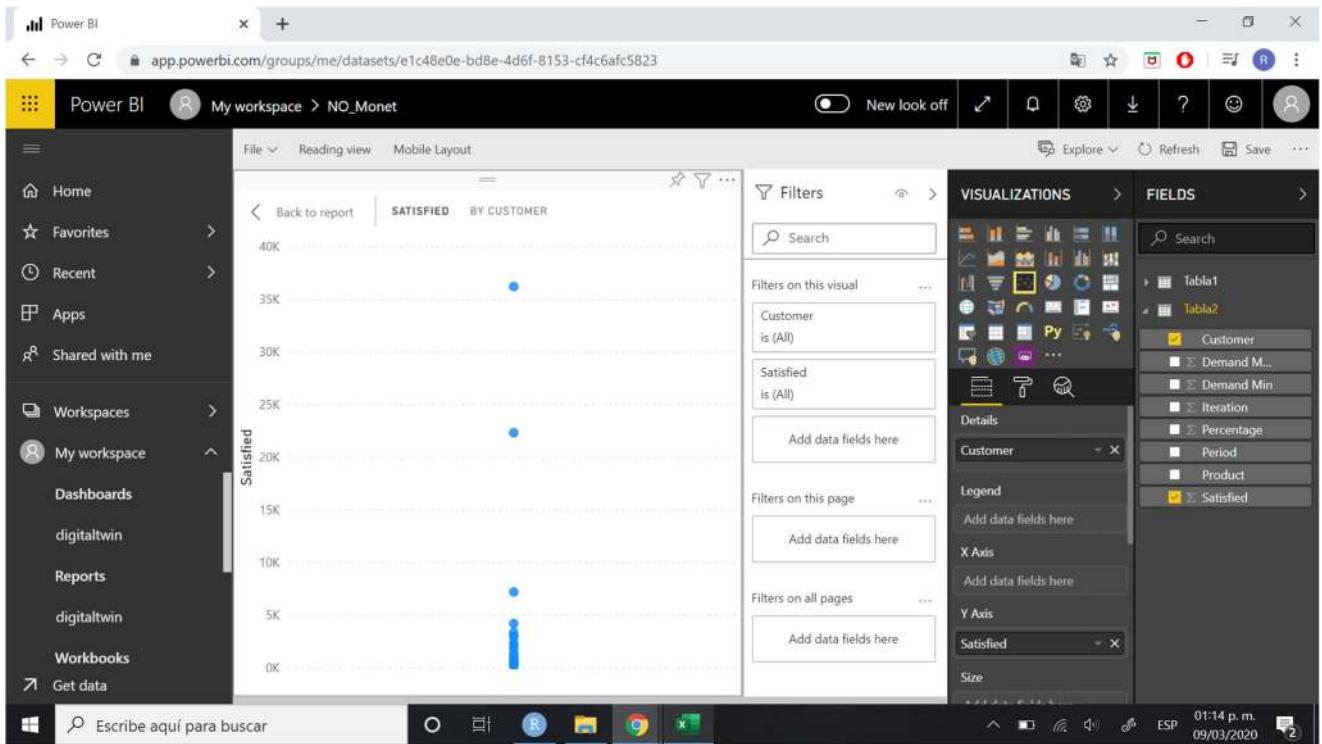 Power BI
app.powerbi.com/groups/me/datasets/e1c48e0e-bd8e-4d6f-8153-cf4c6afc5823
R
Power BI My workspace > NO_Monet
New look off
File Reading view Mobile Layout
Explore Refresh Save
Home
Favorites
Recent
Apps
Shared with me
Workspaces
My workspace
Dashboards
digitaltwin
Reports
digitaltwin
Workbooks
Get data
Back to report SATISFIED BY CUSTOMER
40K
35K
30K
25K
20K
15K
10K
5K
0K
Satisfied
Filters
Search
Filters on this visual
Customer
is (All)
Satisfied
is (All)
Add data fields here
Filters on this page
Add data fields here
Filters on all pages
Add data fields here
VISUALIZATIONS
Py
Details
Customer
Legend
Add data fields here
X Axis
Add data fields here
Y Axis
Satisfied
Size
FIELDS
Search
Tabla1
Tabla2
Customer
Demand M...
Demand Min
Iteration
Percentage
Period
Product
Satisfied
Escribe aquí para buscar
R
ESP
01:14 p. m.
09/03/2020
2